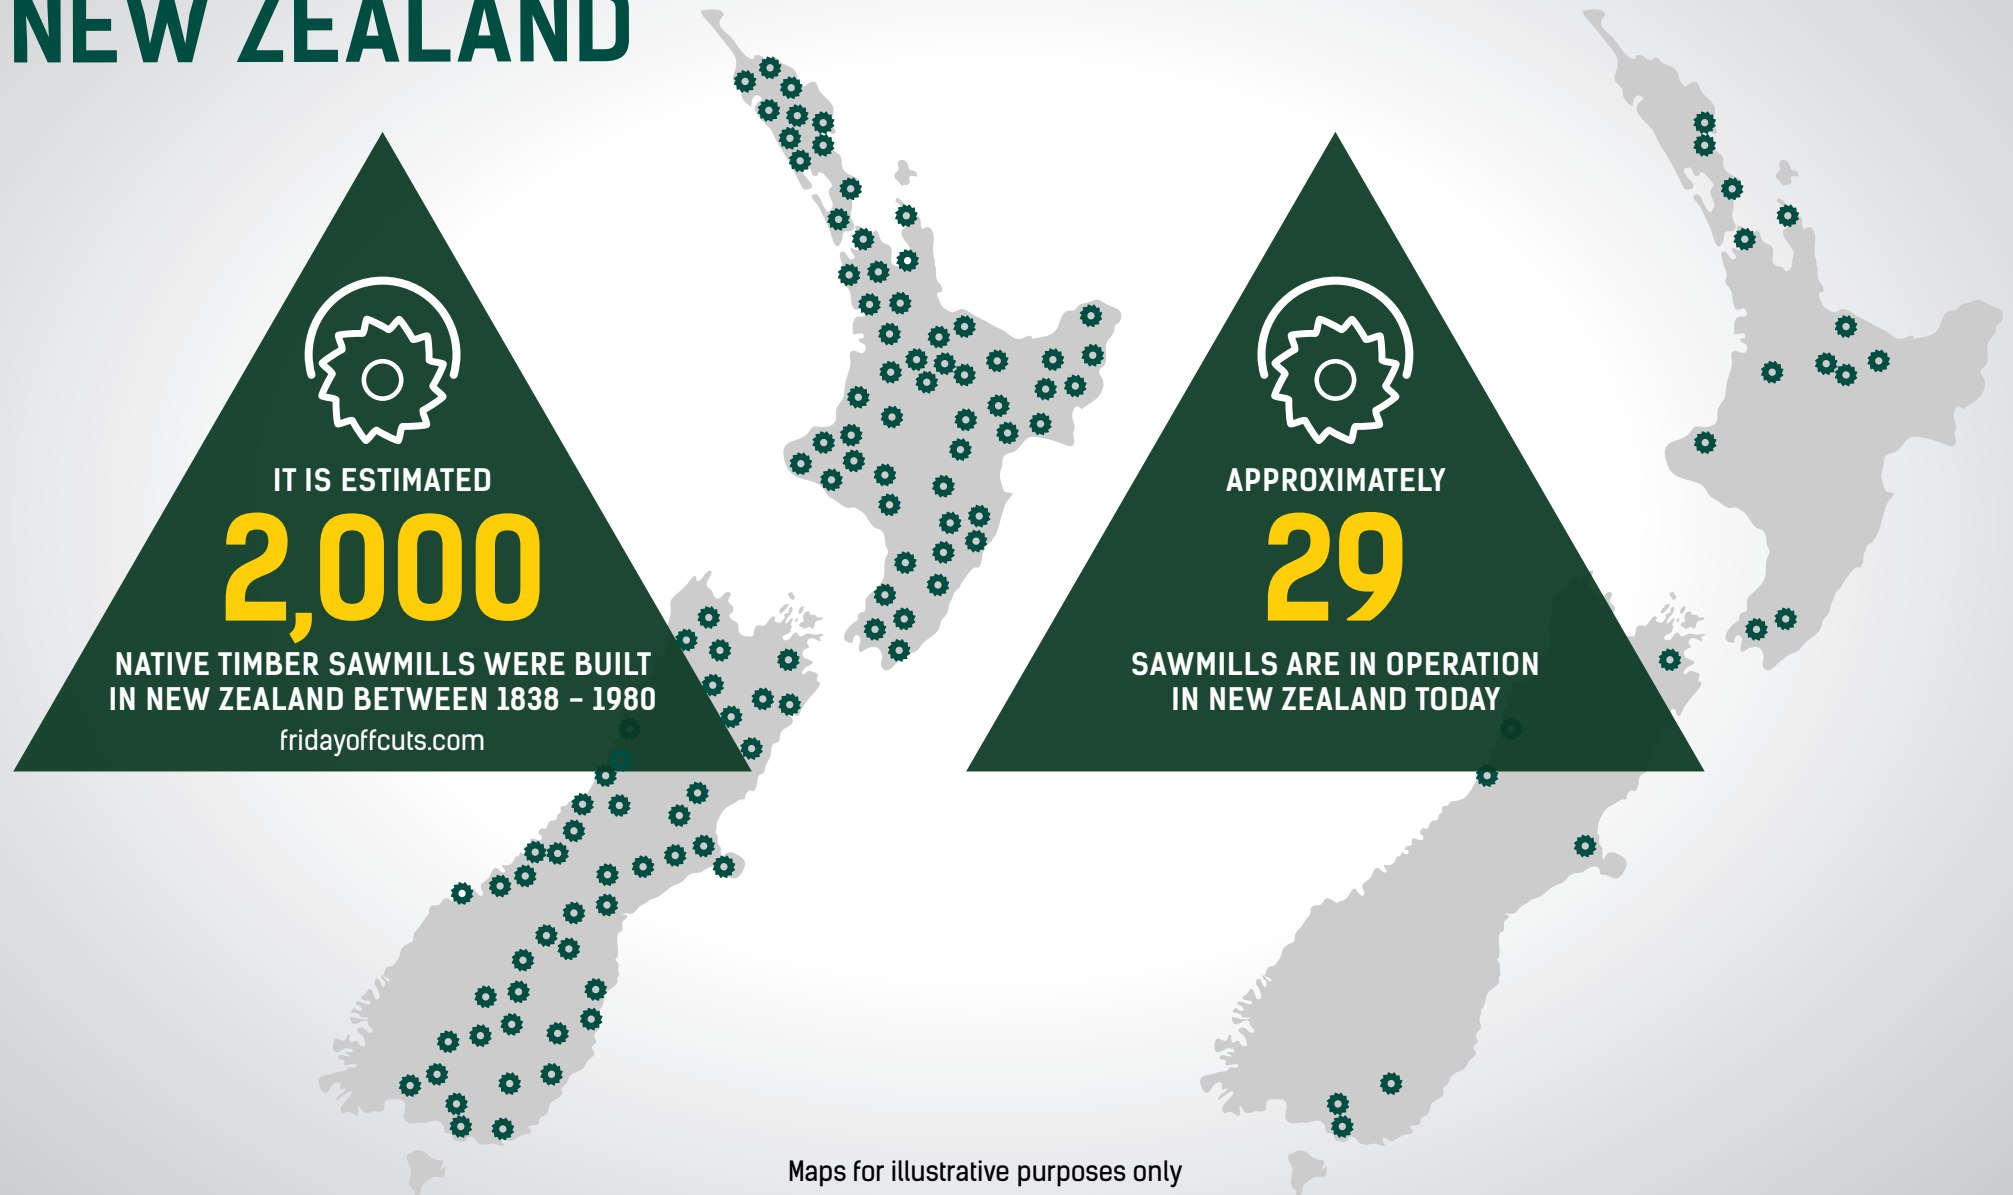 NEW ZEALAND
IT IS ESTIMATED
2,000
NATIVE TIMBER SAWMILLS WERE BUILT
IN NEW ZEALAND BETWEEN 1838 – 1980
fridayoffcuts.com
APPROXIMATELY
29
SAWMILLS ARE IN OPERATION
IN NEW ZEALAND TODAY
Maps for illustrative purposes only